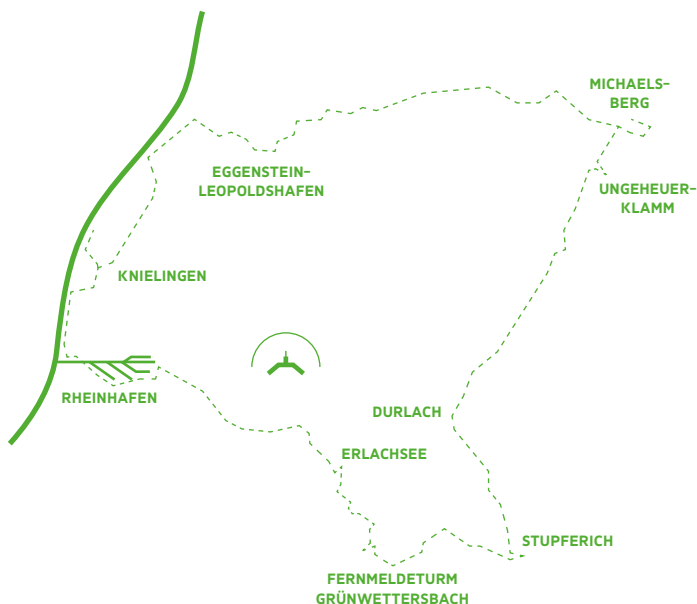 MICHAELS-
BERG
EGGENSTEIN-
LEOPOLDSHAFEN
UNGEHEUER-
KLAMM
KNIELINGEN
RHEINHAFEN
DURLACH
ERLACHSEE
STUPFERICH
FERNMELDETURM
GRÜNWETTERSBACH